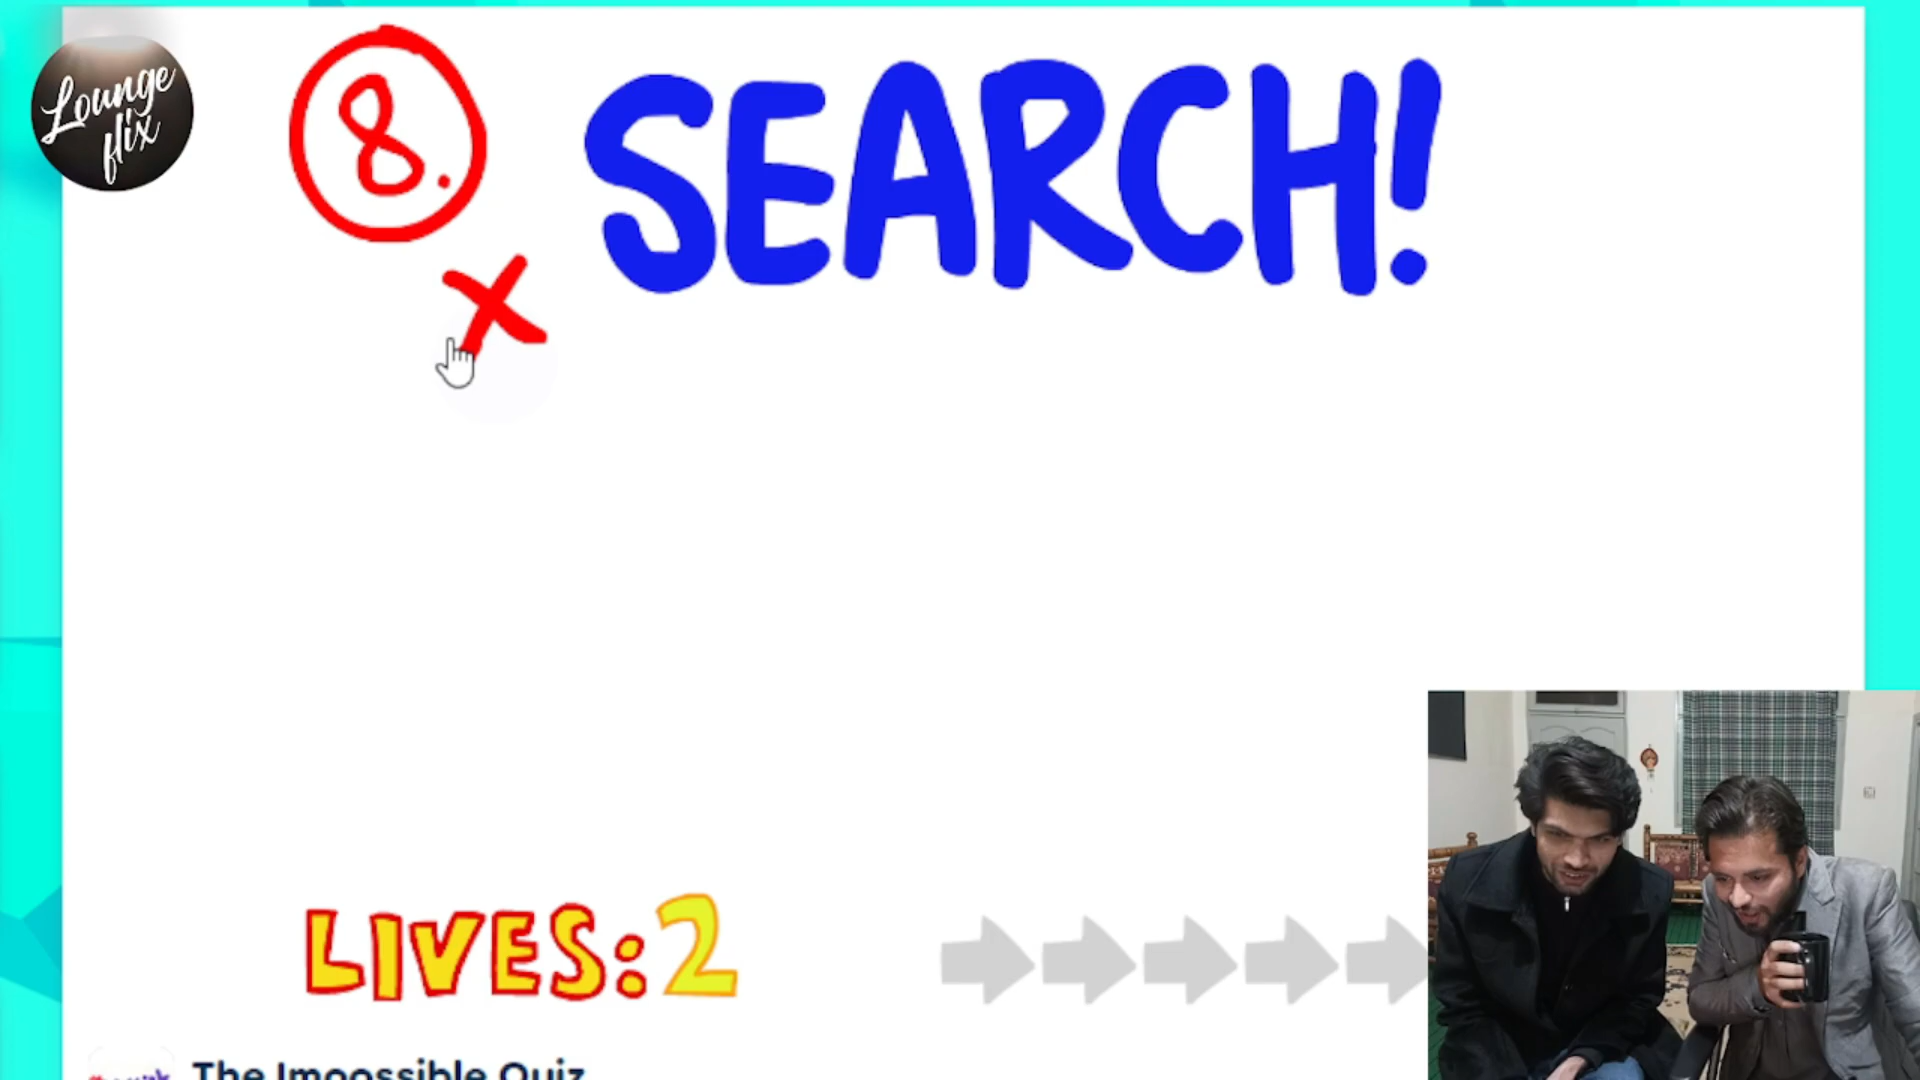 Lounge
flix
8.
SEARCH!
LIVES:2
The Impossible Quiz